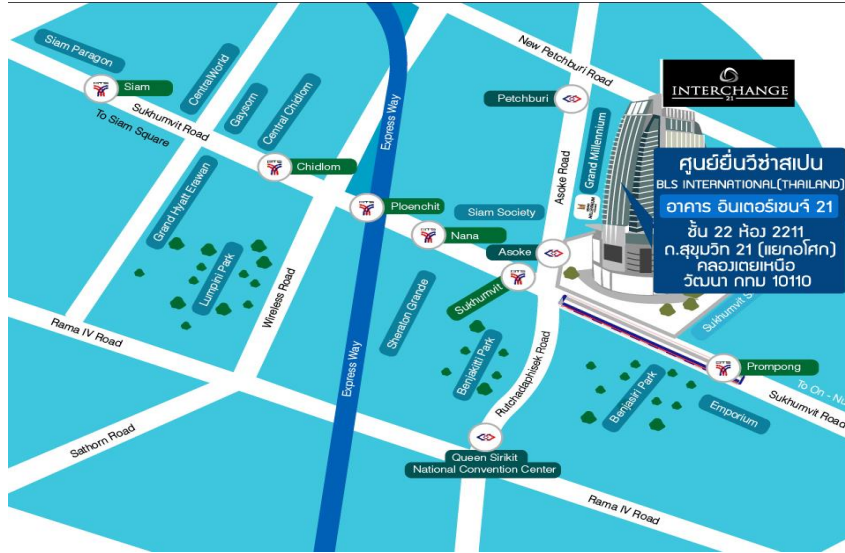 Siam Paragon
Siam
CentralWorld
Gaysorn
Central Chidlom
Sukhumvit Road
To Siam Square
Chidlom
Grand Hyatt Erawan
Lumpini Park
Wireless Road
Rama IV Road
Sathorn Road
Express Way
Express Way
Ploenchit
Nana
Siam Society
Asoke
Sukhumvit
Sheraton Grande
Benjakitti Park
Rutchadaphisek Road
Queen Sirikit
National Convention Center
Rama IV Road
New Petchburi Road
Petchburi
Asoke Road
Grand Millennium
INTERCHANGE
21
ศูนย์ยื่นวีซ่าสเปน
BLS INTERNATIONAL(THAILAND)
อาคาร อินเตอร์เชนจ์ 21
ชั้น 22 ห้อง 2211
ถ.สุขุมวิท 21 (แยกอโศก)
คลองเตยเหนือ
วัฒนา กทม 10110
Sukhumvit S
Prompong
Benjasiri Park
Emporium
To On - Nu
Sukhumvit Road